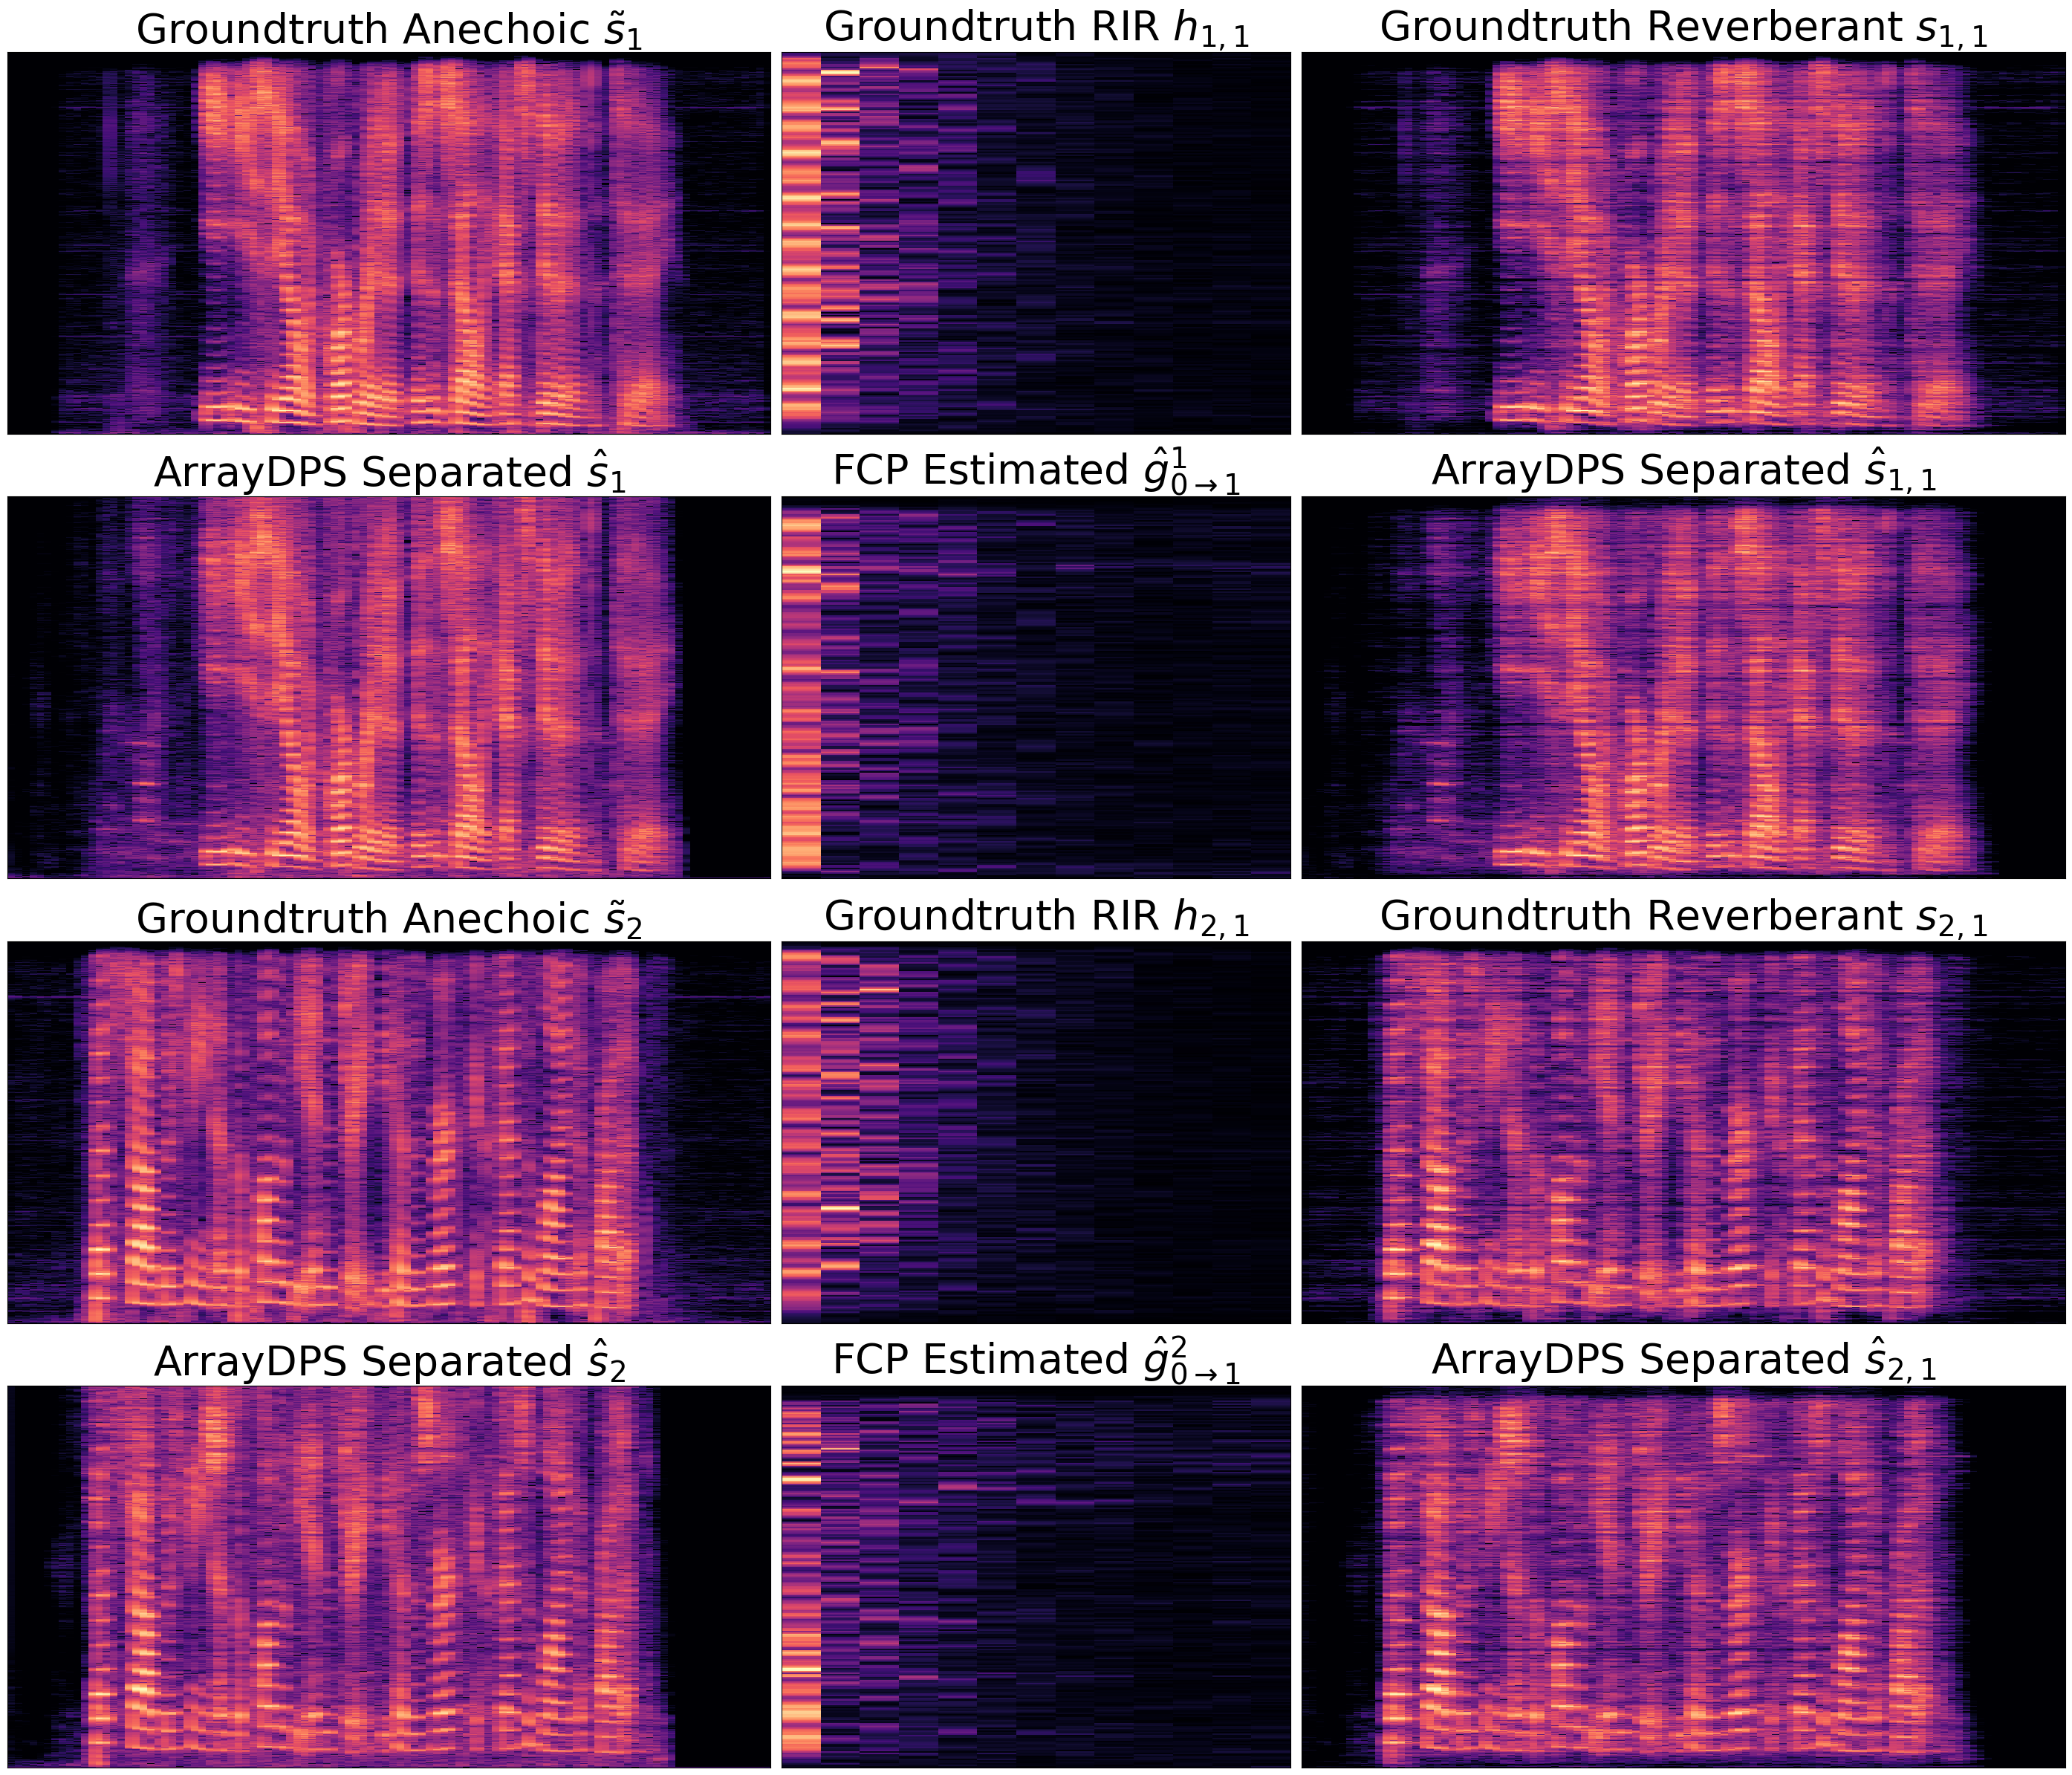 Groundtruth Anechoic s̃₁
Groundtruth RIR h₁,₁
Groundtruth Reverberant s₁,₁
ArrayDPS Separated ŝ₁
FCP Estimated ĝ¹₀→₁
ArrayDPS Separated ŝ₁,₁
Groundtruth Anechoic s̃₂
Groundtruth RIR h₂,₁
Groundtruth Reverberant s₂,₁
ArrayDPS Separated ŝ₂
FCP Estimated ĝ²₀→₁
ArrayDPS Separated ŝ₂,₁